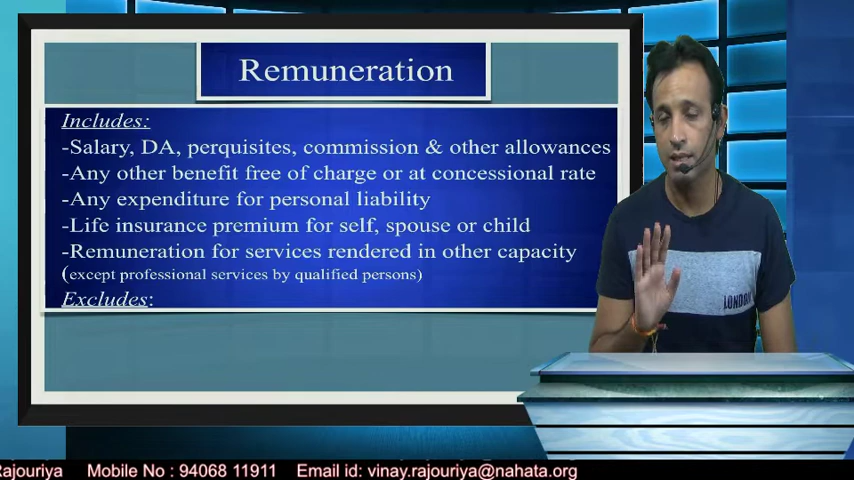 Remuneration
Includes:
-Salary, DA, perquisites, commission & other allowances
-Any other benefit free of charge or at concessional rate
-Any expenditure for personal liability
-Life insurance premium for self, spouse or child
-Remuneration for services rendered in other capacity
(except professional services by qualified persons)
Excludes:
LONDON
Rajouriya Mobile No : 94068 11911 Email id: vinay.rajouriya@nahata.org